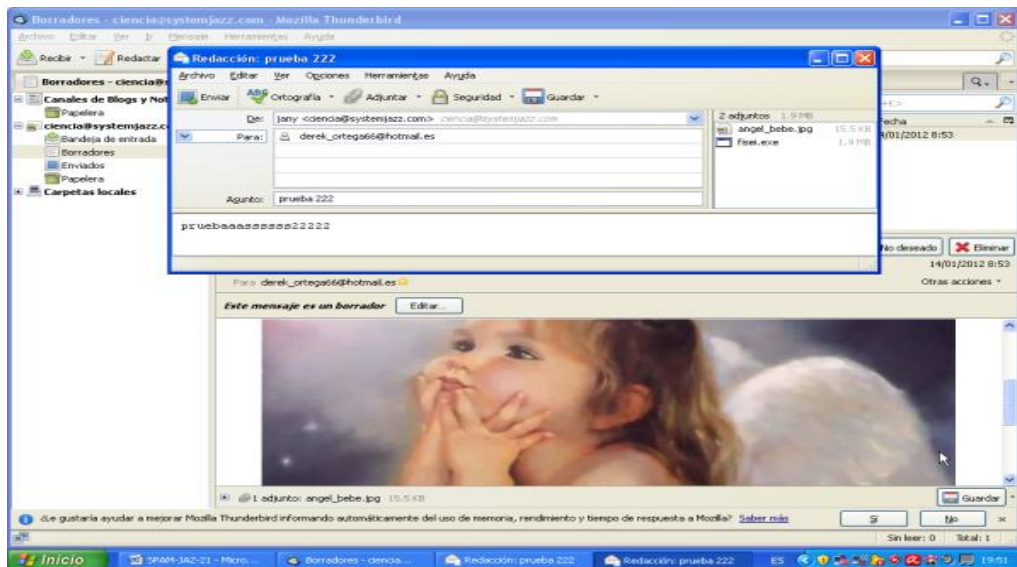 Borradores - ciencia@systemjazz.com - Mozilla Thunderbird
Archivo Editar Ver Ir Mensaje Herramientas Ayuda
Recibir Redactar
Redacción: prueba 222
Archivo Editar Ver Opciones Herramientas Ayuda
Enviar Ortografía Adjuntar Seguridad Guardar
De: jany <ciencia@systemjazz.com> ciencia@systemjazz.com
Para: derek_ortega66@hotmail.es
Asunto: prueba 222
2 adjuntos 1.9 MB
angel_bebe.jpg 15.5 KB
fisei.exe 1.9 MB
pruebaaassssss22222
Borradores - ciencia@s
Canales de Blogs y Not
Papelera
ciencia@systemjazz.c
Bandeja de entrada
Borradores
Enviados
Papelera
Carpetas locales
echa
/01/2012 8:53
No deseado Eliminar
14/01/2012 8:53
Para derek_ortega66@hotmail.es
Otras acciones
Este mensaje es un borrador Editar...
1 adjunto: angel_bebe.jpg 15.5 KB
Guardar
¿Le gustaría ayudar a mejorar Mozilla Thunderbird informando automáticamente del uso de memoria, rendimiento y tiempo de respuesta a Mozilla? Saber más Sí No
Sin leer: 0 Total: 1
Inicio SPAM-JAZ-21 - Micro... Borradores - ciencia... Redacción: prueba 222 Redacción: prueba 222 ES 19:51